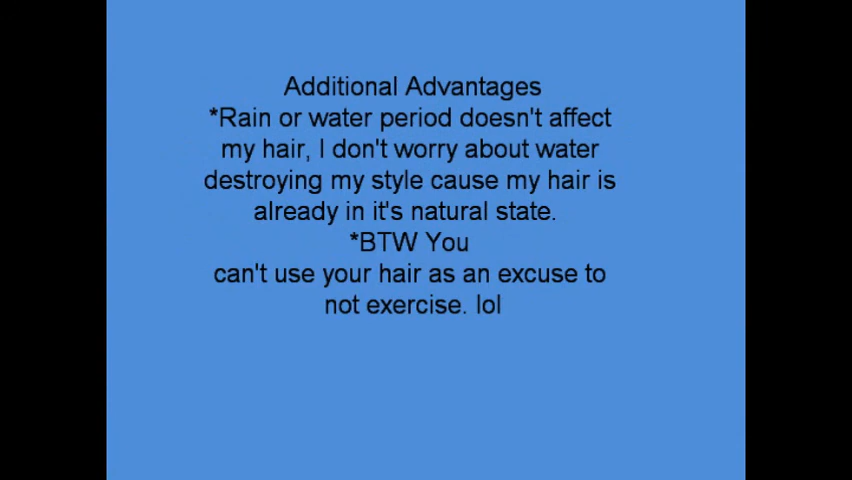 Additional Advantages
*Rain or water period doesn't affect
my hair, I don't worry about water
destroying my style cause my hair is
already in it's natural state.
*BTW You
can't use your hair as an excuse to
not exercise. lol